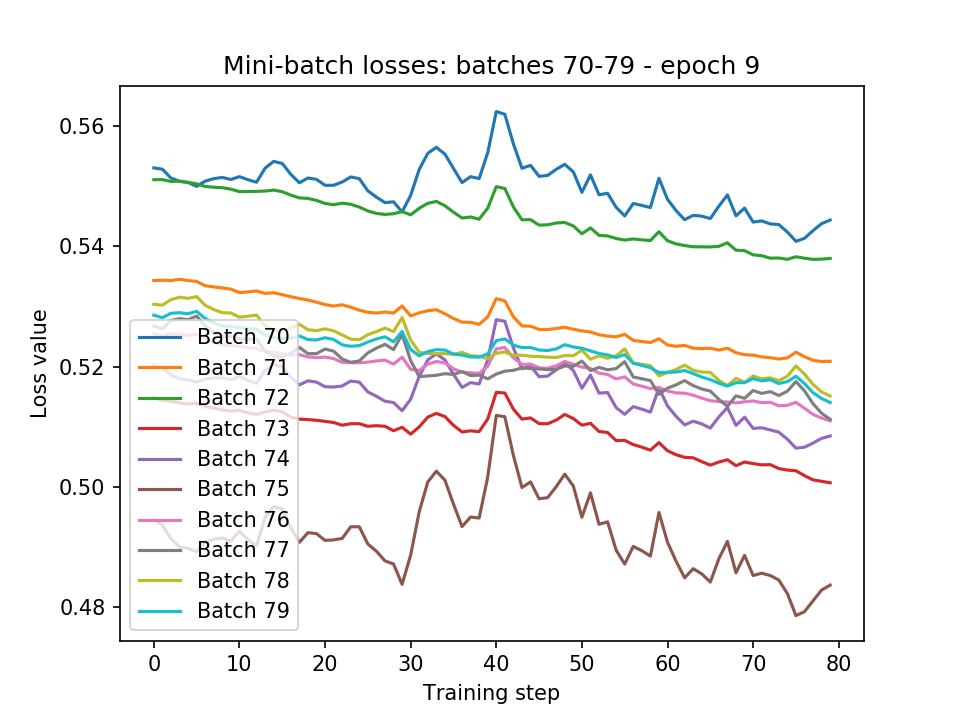 Mini-batch losses: batches 70-79 - epoch 9
Loss value
0.56
0.54
0.52
0.50
0.48
Batch 70
Batch 71
Batch 72
Batch 73
Batch 74
Batch 75
Batch 76
Batch 77
Batch 78
Batch 79
0 10 20 30 40 50 60 70 80
Training step